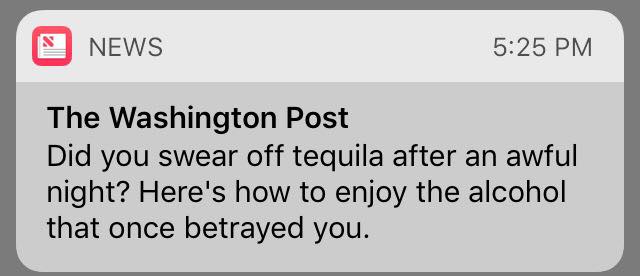 NEWS 5:25 PM
The Washington Post
Did you swear off tequila after an awful
night? Here's how to enjoy the alcohol
that once betrayed you.